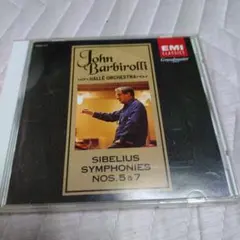 John
Barbirolli
HALLÉ ORCHESTRA
EMI
CLASSICS
SIBELIUS
SYMPHONIES
NOS. 5 & 7